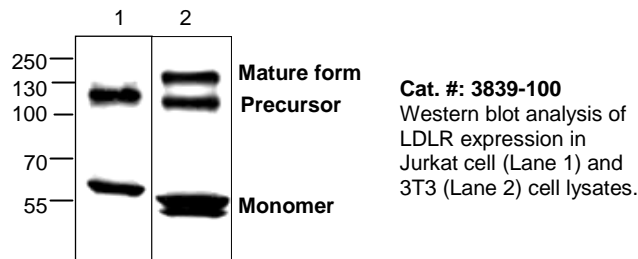 1 2
250
130
100
70
55
Mature form
Precursor
Monomer
Cat. #: 3839-100
Western blot analysis of
LDLR expression in
Jurkat cell (Lane 1) and
3T3 (Lane 2) cell lysates.